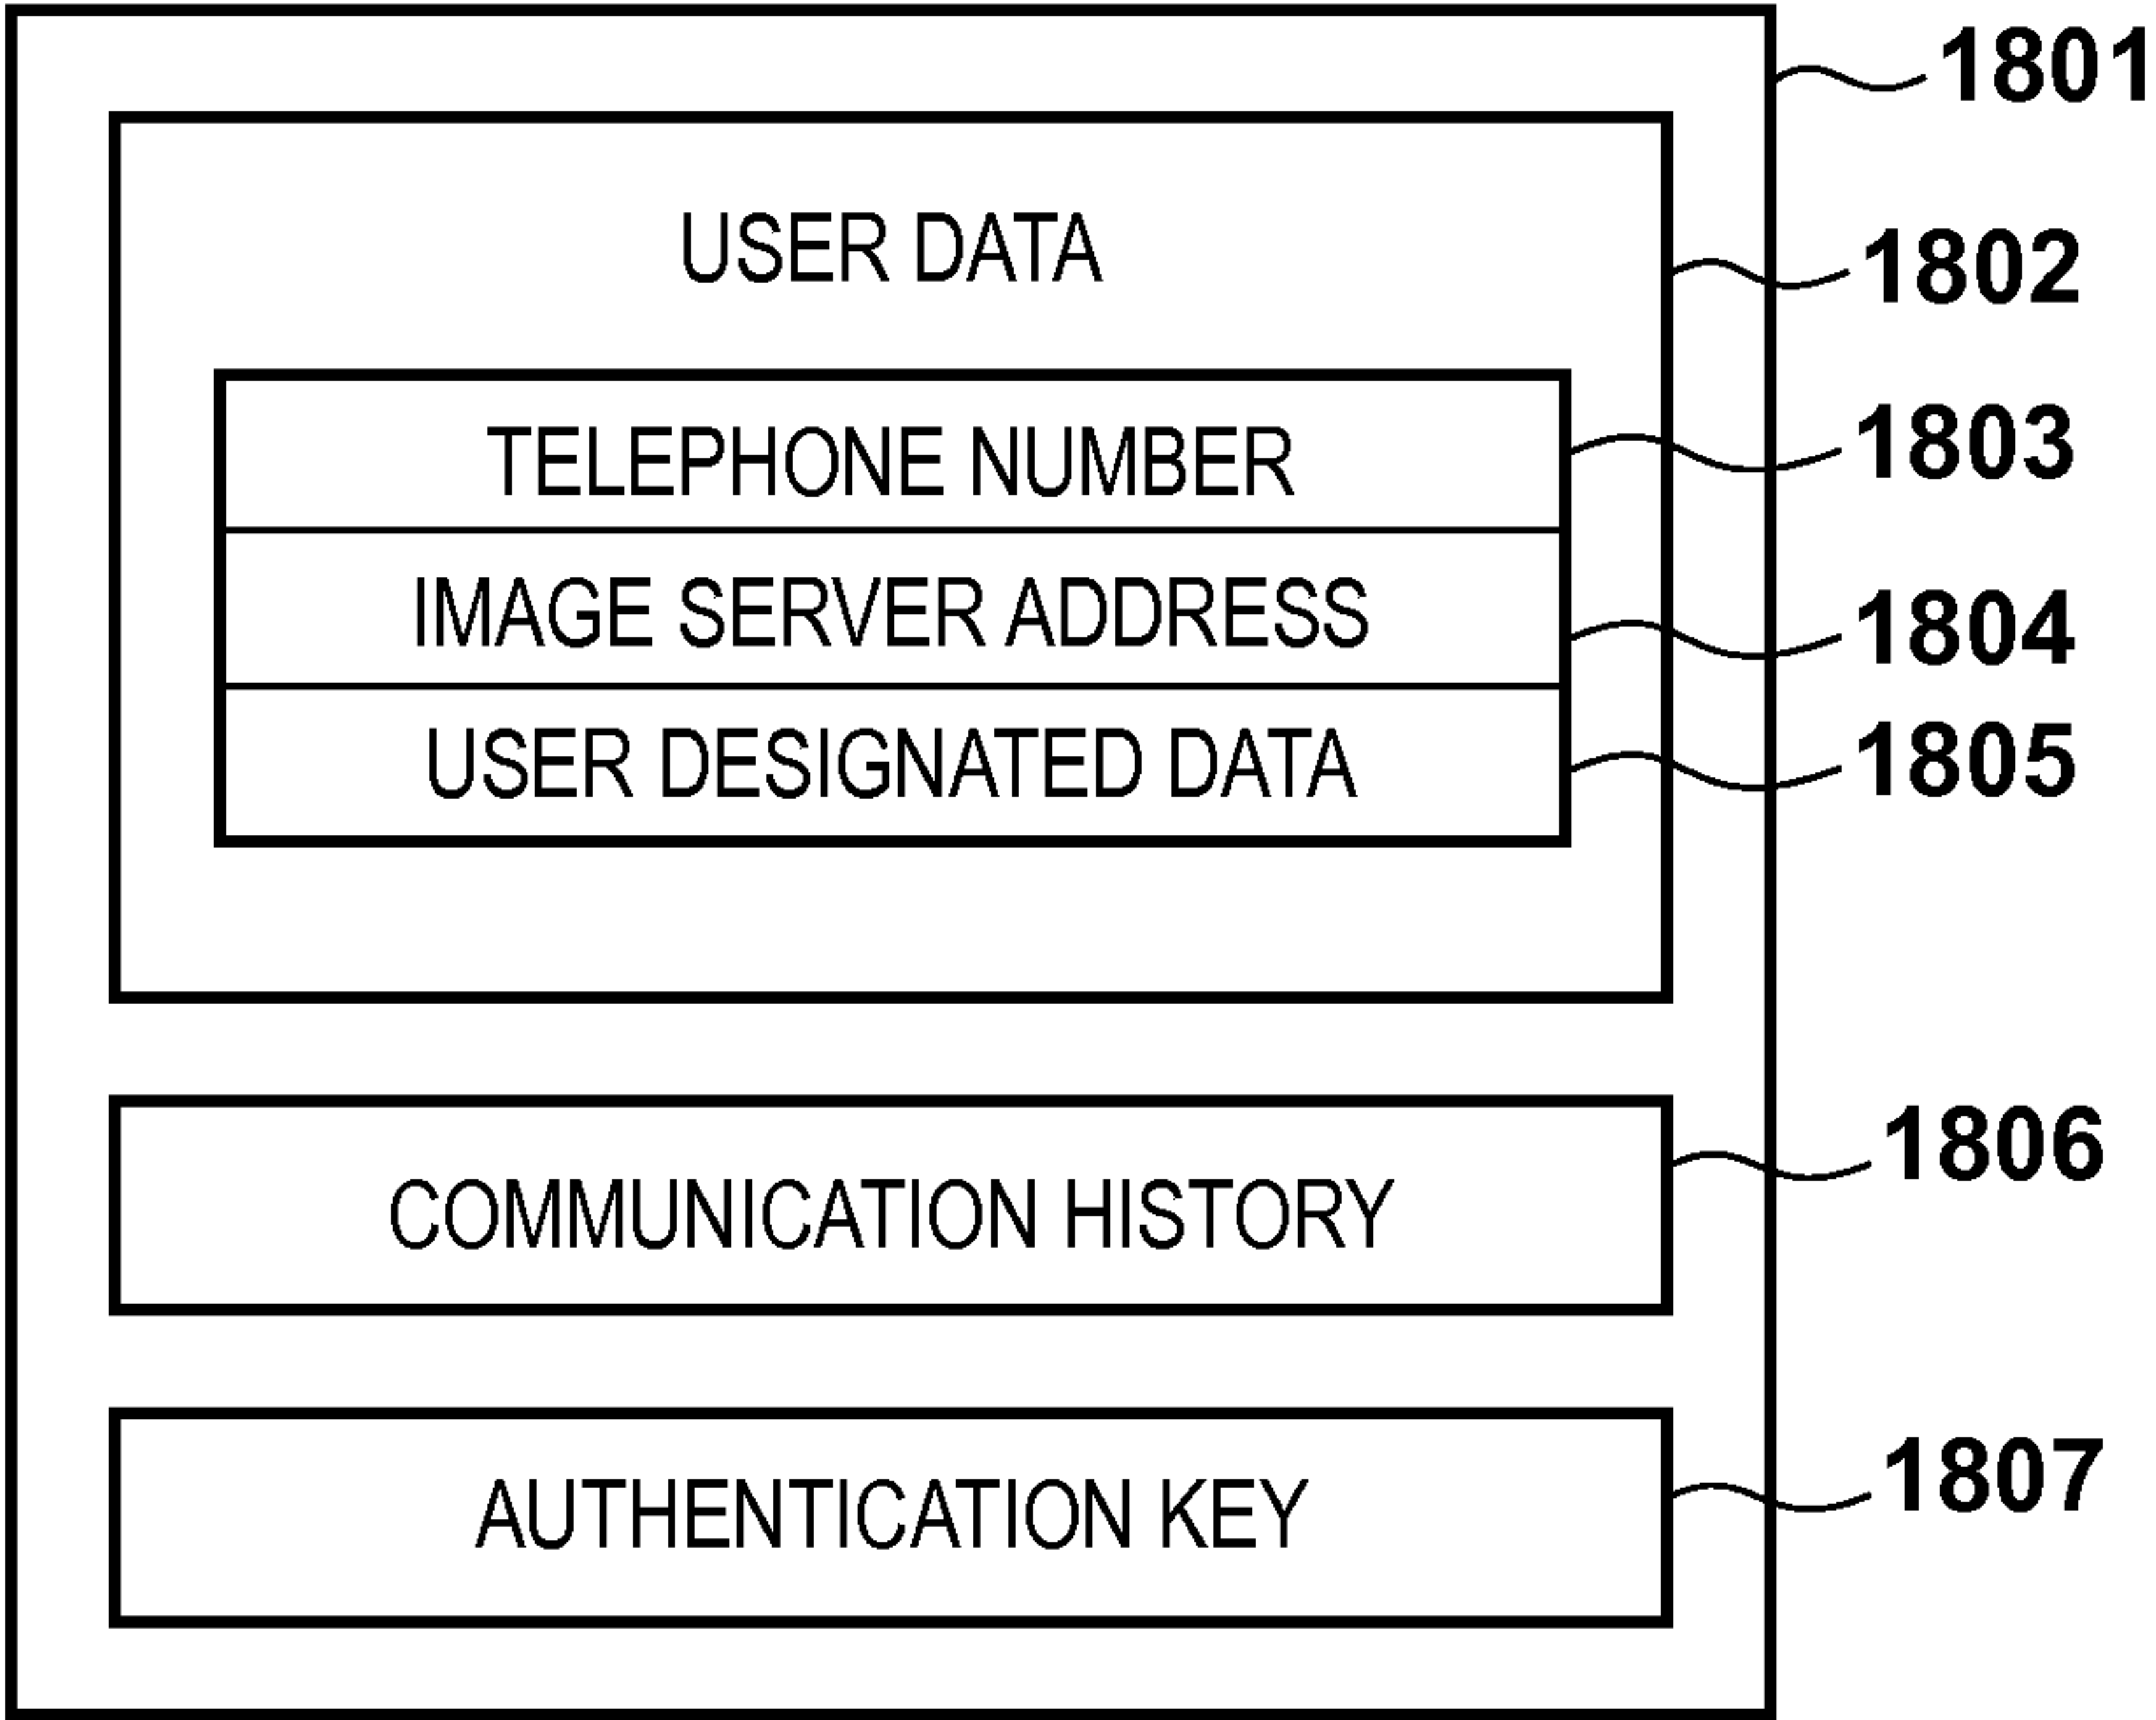 1801
USER DATA
1802
TELEPHONE NUMBER
1803
IMAGE SERVER ADDRESS
1804
USER DESIGNATED DATA
1805
COMMUNICATION HISTORY
1806
AUTHENTICATION KEY
1807